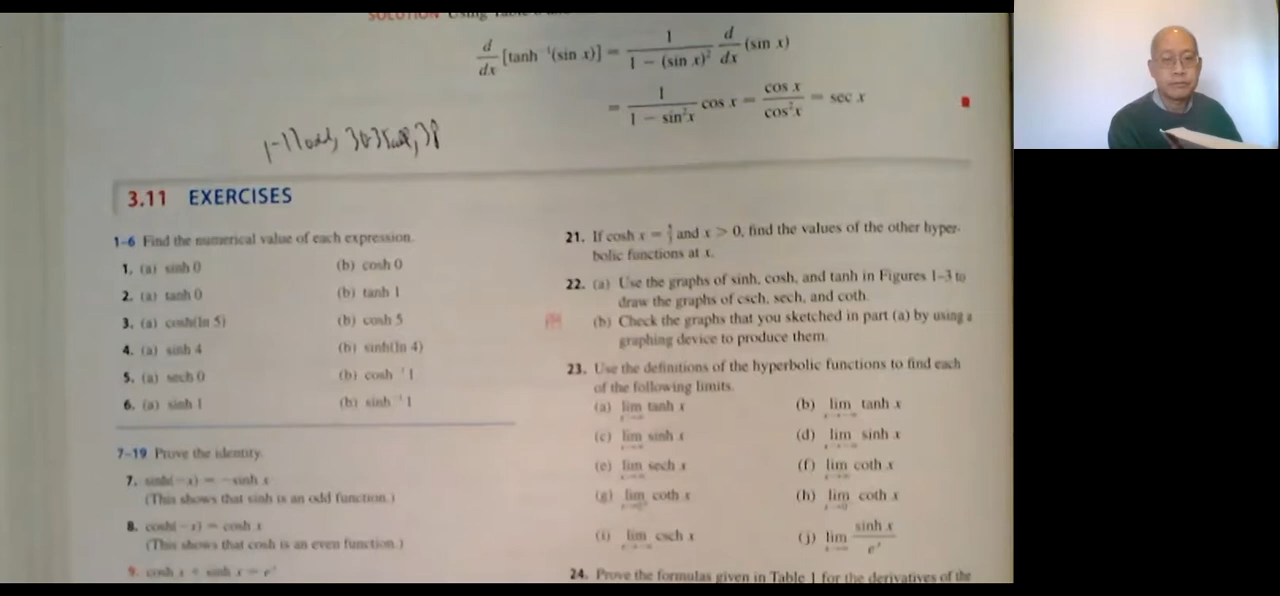 SOLUTION Using Table
d/dx [tanh⁻¹(sin x)] = 1/(1 − (sin x)²) d/dx (sin x)
= 1/(1 − sin²x) cos x = cos x/cos²x = sec x
3.11 EXERCISES
1–6 Find the numerical value of each expression.
1. (a) sinh 0 (b) cosh 0
2. (a) tanh 0 (b) tanh 1
3. (a) cosh(ln 5) (b) cosh 5
4. (a) sinh 4 (b) sinh(ln 4)
5. (a) sech 0 (b) cosh⁻¹ 1
6. (a) sinh 1 (b) sinh⁻¹ 1
7–19 Prove the identity.
7. sinh(−x) = −sinh x
(This shows that sinh is an odd function.)
8. cosh(−x) = cosh x
(This shows that cosh is an even function.)
9. cosh x + sinh x = eˣ
21. If cosh x = and x > 0, find the values of the other hyper-
bolic functions at x.
22. (a) Use the graphs of sinh, cosh, and tanh in Figures 1–3 to
draw the graphs of csch, sech, and coth.
(b) Check the graphs that you sketched in part (a) by using a
graphing device to produce them.
23. Use the definitions of the hyperbolic functions to find each
of the following limits.
(a) lim tanh x (b) lim tanh x
(c) lim sinh x (d) lim sinh x
(e) lim sech x (f) lim coth x
(g) lim coth x (h) lim coth x
(i) lim csch x (j) lim sinh x/eˣ
24. Prove the formulas given in Table 1 for the derivatives of the